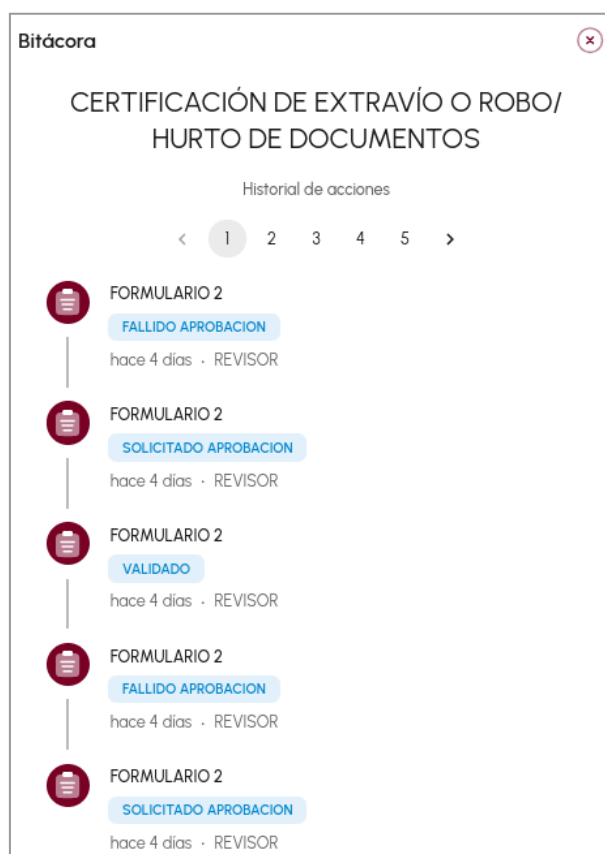 Bitácora
CERTIFICACIÓN DE EXTRAVÍO O ROBO/
HURTO DE DOCUMENTOS
Historial de acciones
1 2 3 4 5
FORMULARIO 2
FALLIDO APROBACION
hace 4 días · REVISOR
FORMULARIO 2
SOLICITADO APROBACION
hace 4 días · REVISOR
FORMULARIO 2
VALIDADO
hace 4 días · REVISOR
FORMULARIO 2
FALLIDO APROBACION
hace 4 días · REVISOR
FORMULARIO 2
SOLICITADO APROBACION
hace 4 días · REVISOR